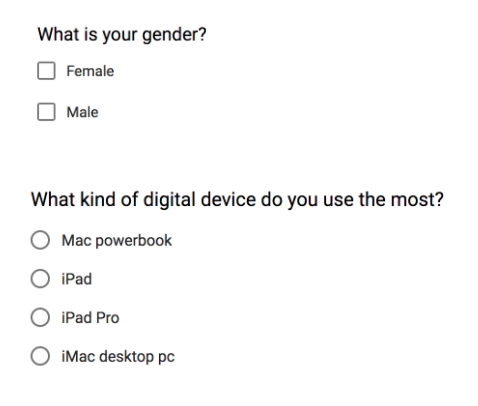 What is your gender?
Female
Male
What kind of digital device do you use the most?
Mac powerbook
iPad
iPad Pro
iMac desktop pc